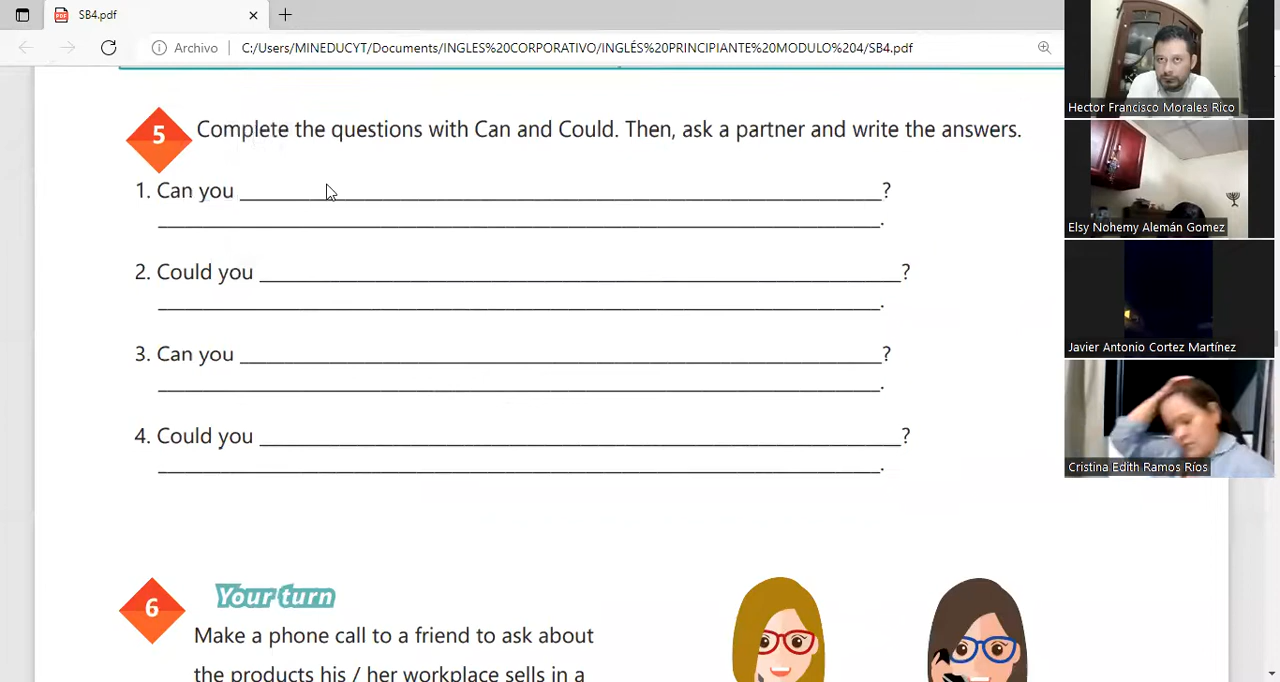 SB4.pdf
Archivo
C:/Users/MINEDUCYT/Documents/INGLES%20CORPORATIVO/INGLÉS%20PRINCIPIANTE%20MODULO%204/SB4.pdf
5
Complete the questions with Can and Could. Then, ask a partner and write the answers.
1. Can you ?
.
2. Could you ?
.
3. Can you ?
.
4. Could you ?
.
6
Your turn
Make a phone call to a friend to ask about
the products his / her workplace sells in a
Hector Francisco Morales Rico
Elsy Nohemy Alemán Gomez
Javier Antonio Cortez Martínez
Cristina Edith Ramos Ríos